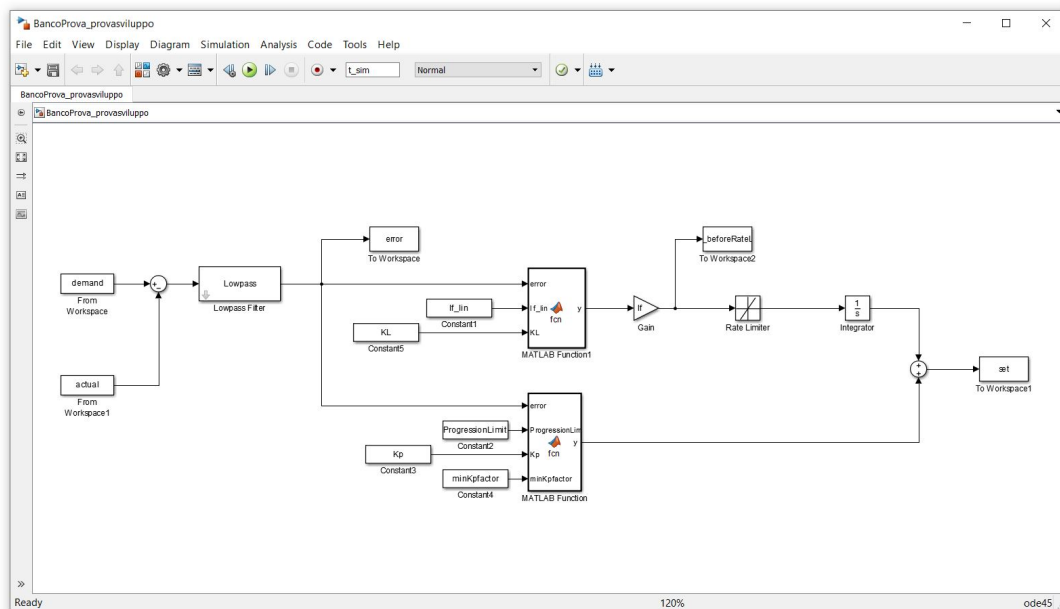 BancoProva_provasviluppo
File Edit View Display Diagram Simulation Analysis Code Tools Help
t_sim
Normal
BancoProva_provasviluppo
BancoProva_provasviluppo
error
To Workspace
_beforeRateL
To Workspace2
demand
From
Workspace
Lowpass
Lowpass Filter
error
If_lin
KL
fcn
y
MATLAB Function1
If_lin
Constant1
KL
Constant5
If
Gain
Rate Limiter
1
s
Integrator
actual
From
Workspace1
set
To Workspace1
error
ProgressionLim
Kp
minKpfactor
fcn
y
MATLAB Function
ProgressionLimit
Constant2
Kp
Constant3
minKpfactor
Constant4
Ready
120%
ode45